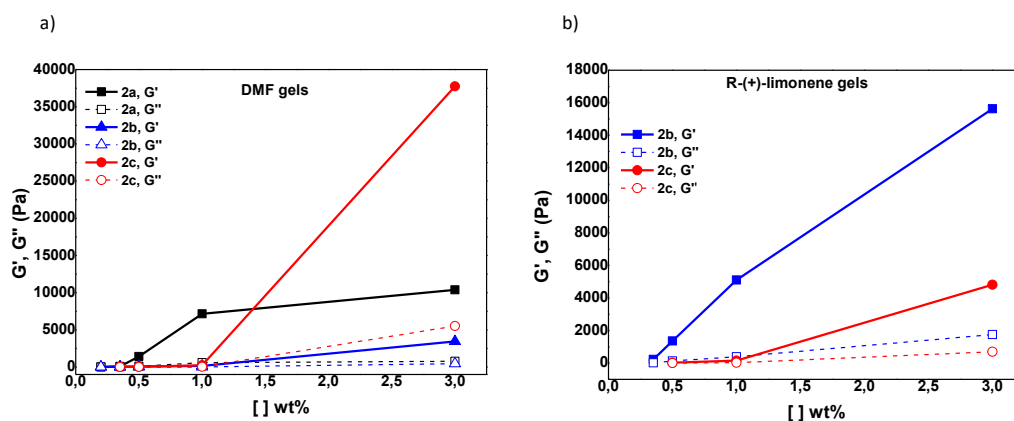 a)
DMF gels
2a, G'
2a, G''
2b, G'
2b, G''
2c, G'
2c, G''
G', G'' (Pa)
40000
35000
30000
25000
20000
15000
10000
5000
0
0,0 0,5 1,0 1,5 2,0 2,5 3,0
[ ] wt%
b)
R-(+)-limonene gels
2b, G'
2b, G''
2c, G'
2c, G''
G', G'' (Pa)
18000
16000
14000
12000
10000
8000
6000
4000
2000
0
0,0 0,5 1,0 1,5 2,0 2,5 3,0
[ ] wt%